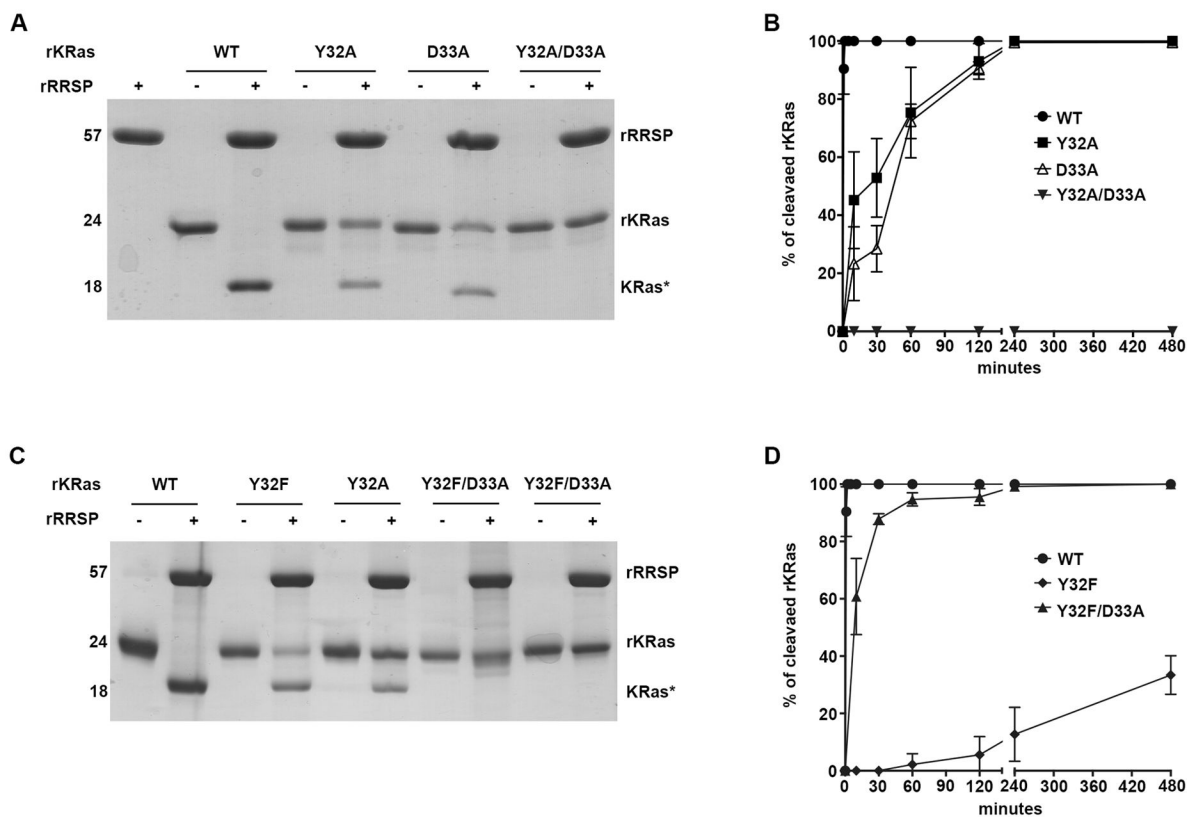 A
rKRas WT Y32A D33A Y32A/D33A
rRRSP + - + - + - + - +
57 rRRSP
24 rKRas
18 KRas*
B
% of cleavaed rKRas
100
80
60
40
20
0
0 30 60 90 120 240 300 360 420 480
minutes
WT
Y32A
D33A
Y32A/D33A
C
rKRas WT Y32F Y32A Y32F/D33A Y32F/D33A
rRRSP - + - + - + - + - +
57 rRRSP
24 rKRas
18 KRas*
D
% of cleavaed rKRas
100
80
60
40
20
0
0 30 60 90 120 240 300 360 420 480
minutes
WT
Y32F
Y32F/D33A